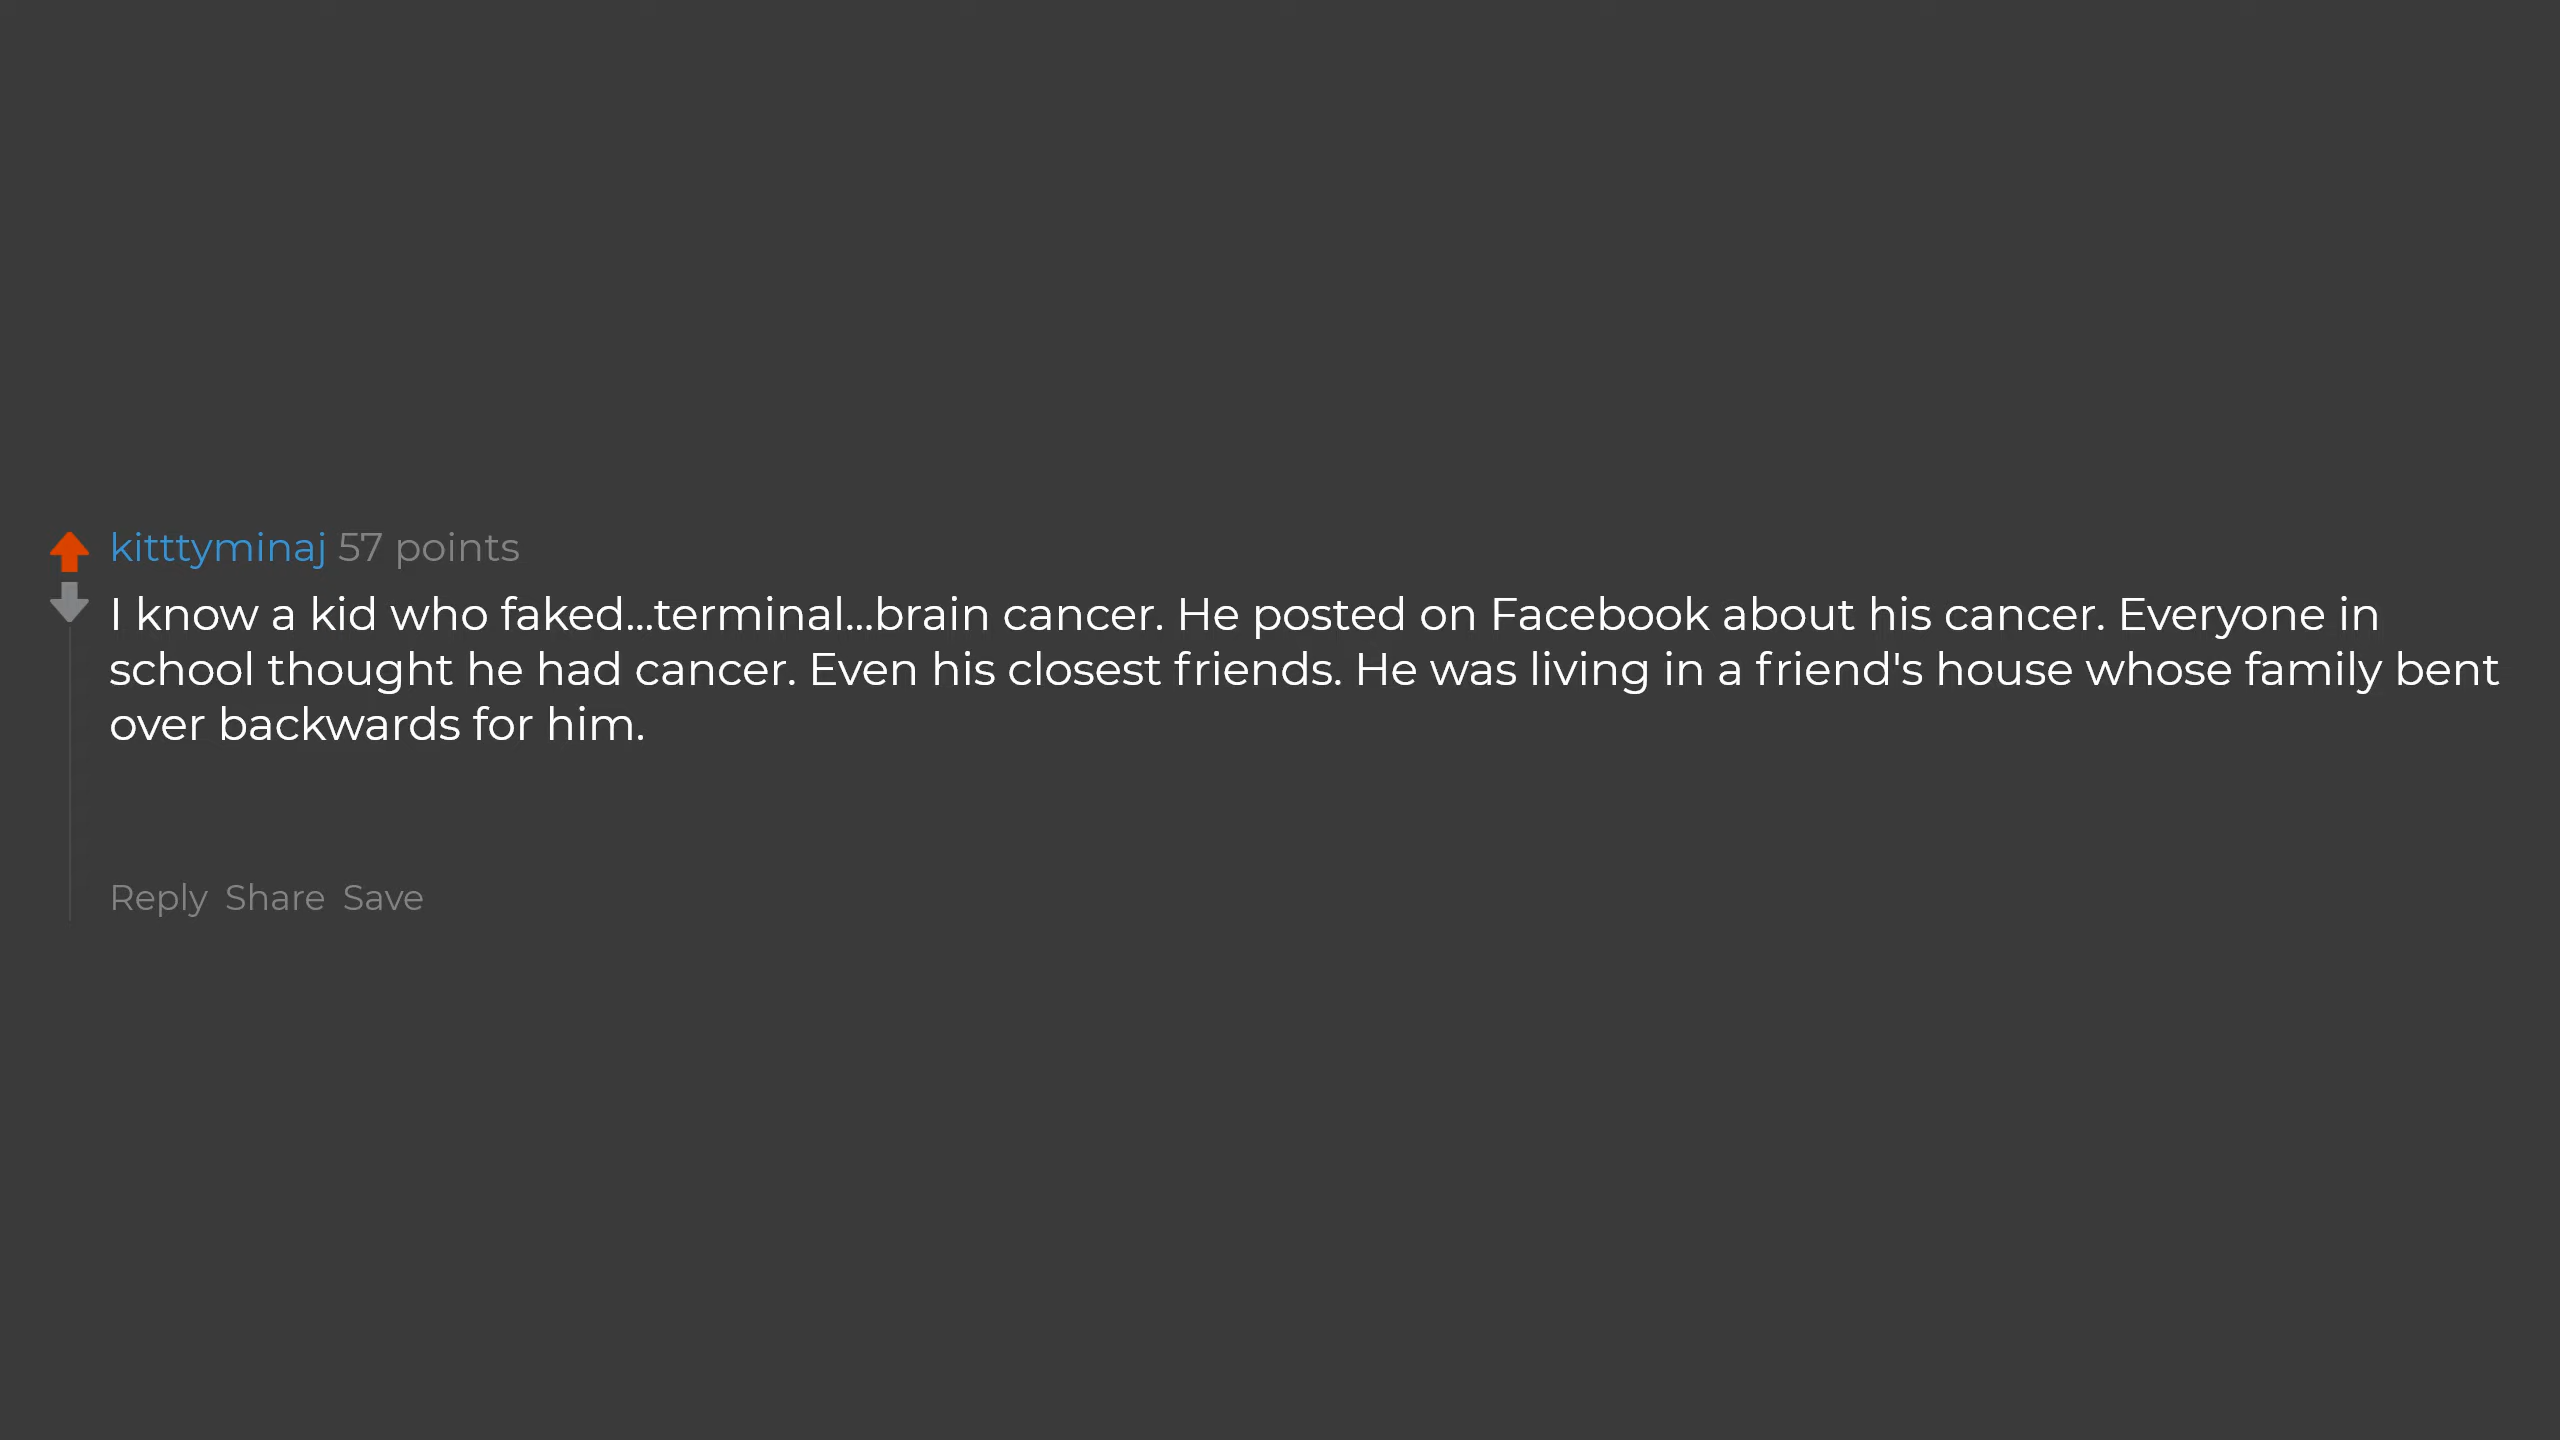 kitttyminaj 57 points
I know a kid who faked...terminal...brain cancer. He posted on Facebook about his cancer. Everyone in
school thought he had cancer. Even his closest friends. He was living in a friend's house whose family bent
over backwards for him.
Reply Share Save